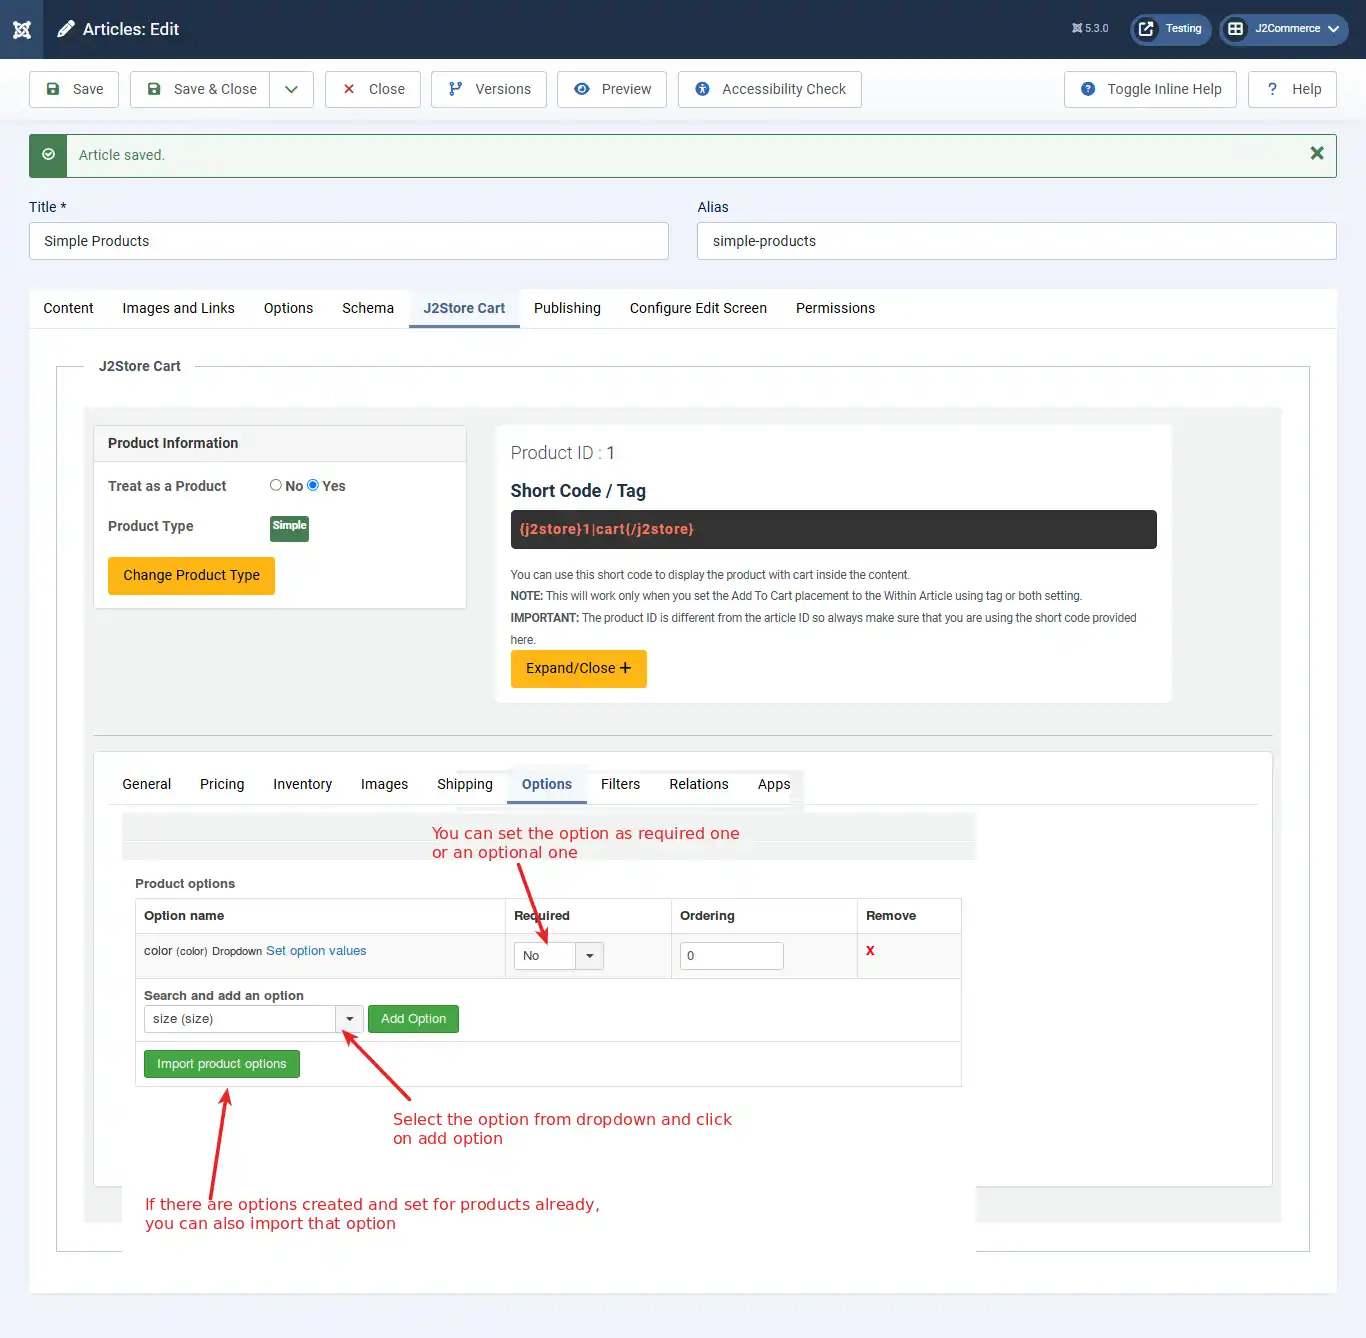 Articles: Edit
5.3.0
Testing
J2Commerce
Save
Save & Close
Close
Versions
Preview
Accessibility Check
Toggle Inline Help
? Help
Article saved.
Title *
Alias
Simple Products
simple-products
Content
Images and Links
Options
Schema
J2Store Cart
Publishing
Configure Edit Screen
Permissions
J2Store Cart
Product Information
Treat as a Product
No
Yes
Product Type
Simple
Change Product Type
Product ID : 1
Short Code / Tag
{j2store}1|cart{/j2store}
You can use this short code to display the product with cart inside the content.
NOTE: This will work only when you set the Add To Cart placement to the Within Article using tag or both setting.
IMPORTANT: The product ID is different from the article ID so always make sure that you are using the short code provided
here.
Expand/Close +
General
Pricing
Inventory
Images
Shipping
Options
Filters
Relations
Apps
You can set the option as required one
or an optional one
Product options
Option name
Required
Ordering
Remove
color (color) Dropdown Set option values
No
0
X
Search and add an option
size (size)
Add Option
Import product options
Select the option from dropdown and click
on add option
If there are options created and set for products already,
you can also import that option